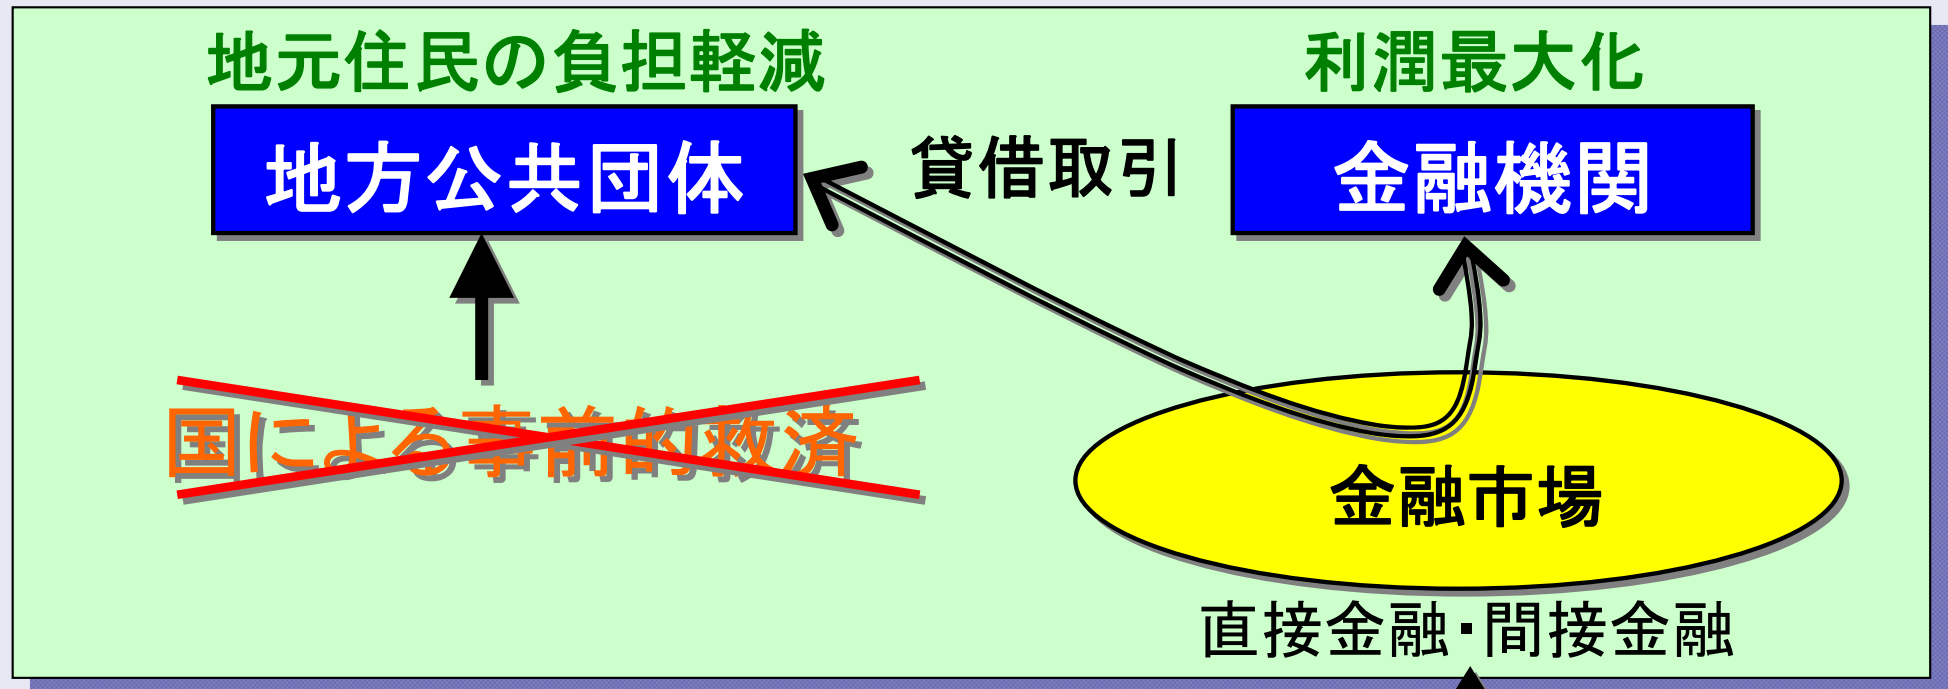 地元住民の負担軽減
利潤最大化
地方公共団体
貸借取引
金融機関
国による事前的救済
金融市場
直接金融・間接金融